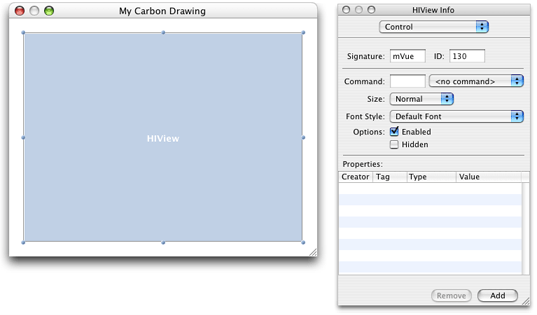 My Carbon Drawing
HIView
HIView Info
Control
Signature: mVue ID: 130
Command: <no command>
Size: Normal
Font Style: Default Font
Options: Enabled
Hidden
Properties:
Creator Tag Type Value
Remove Add